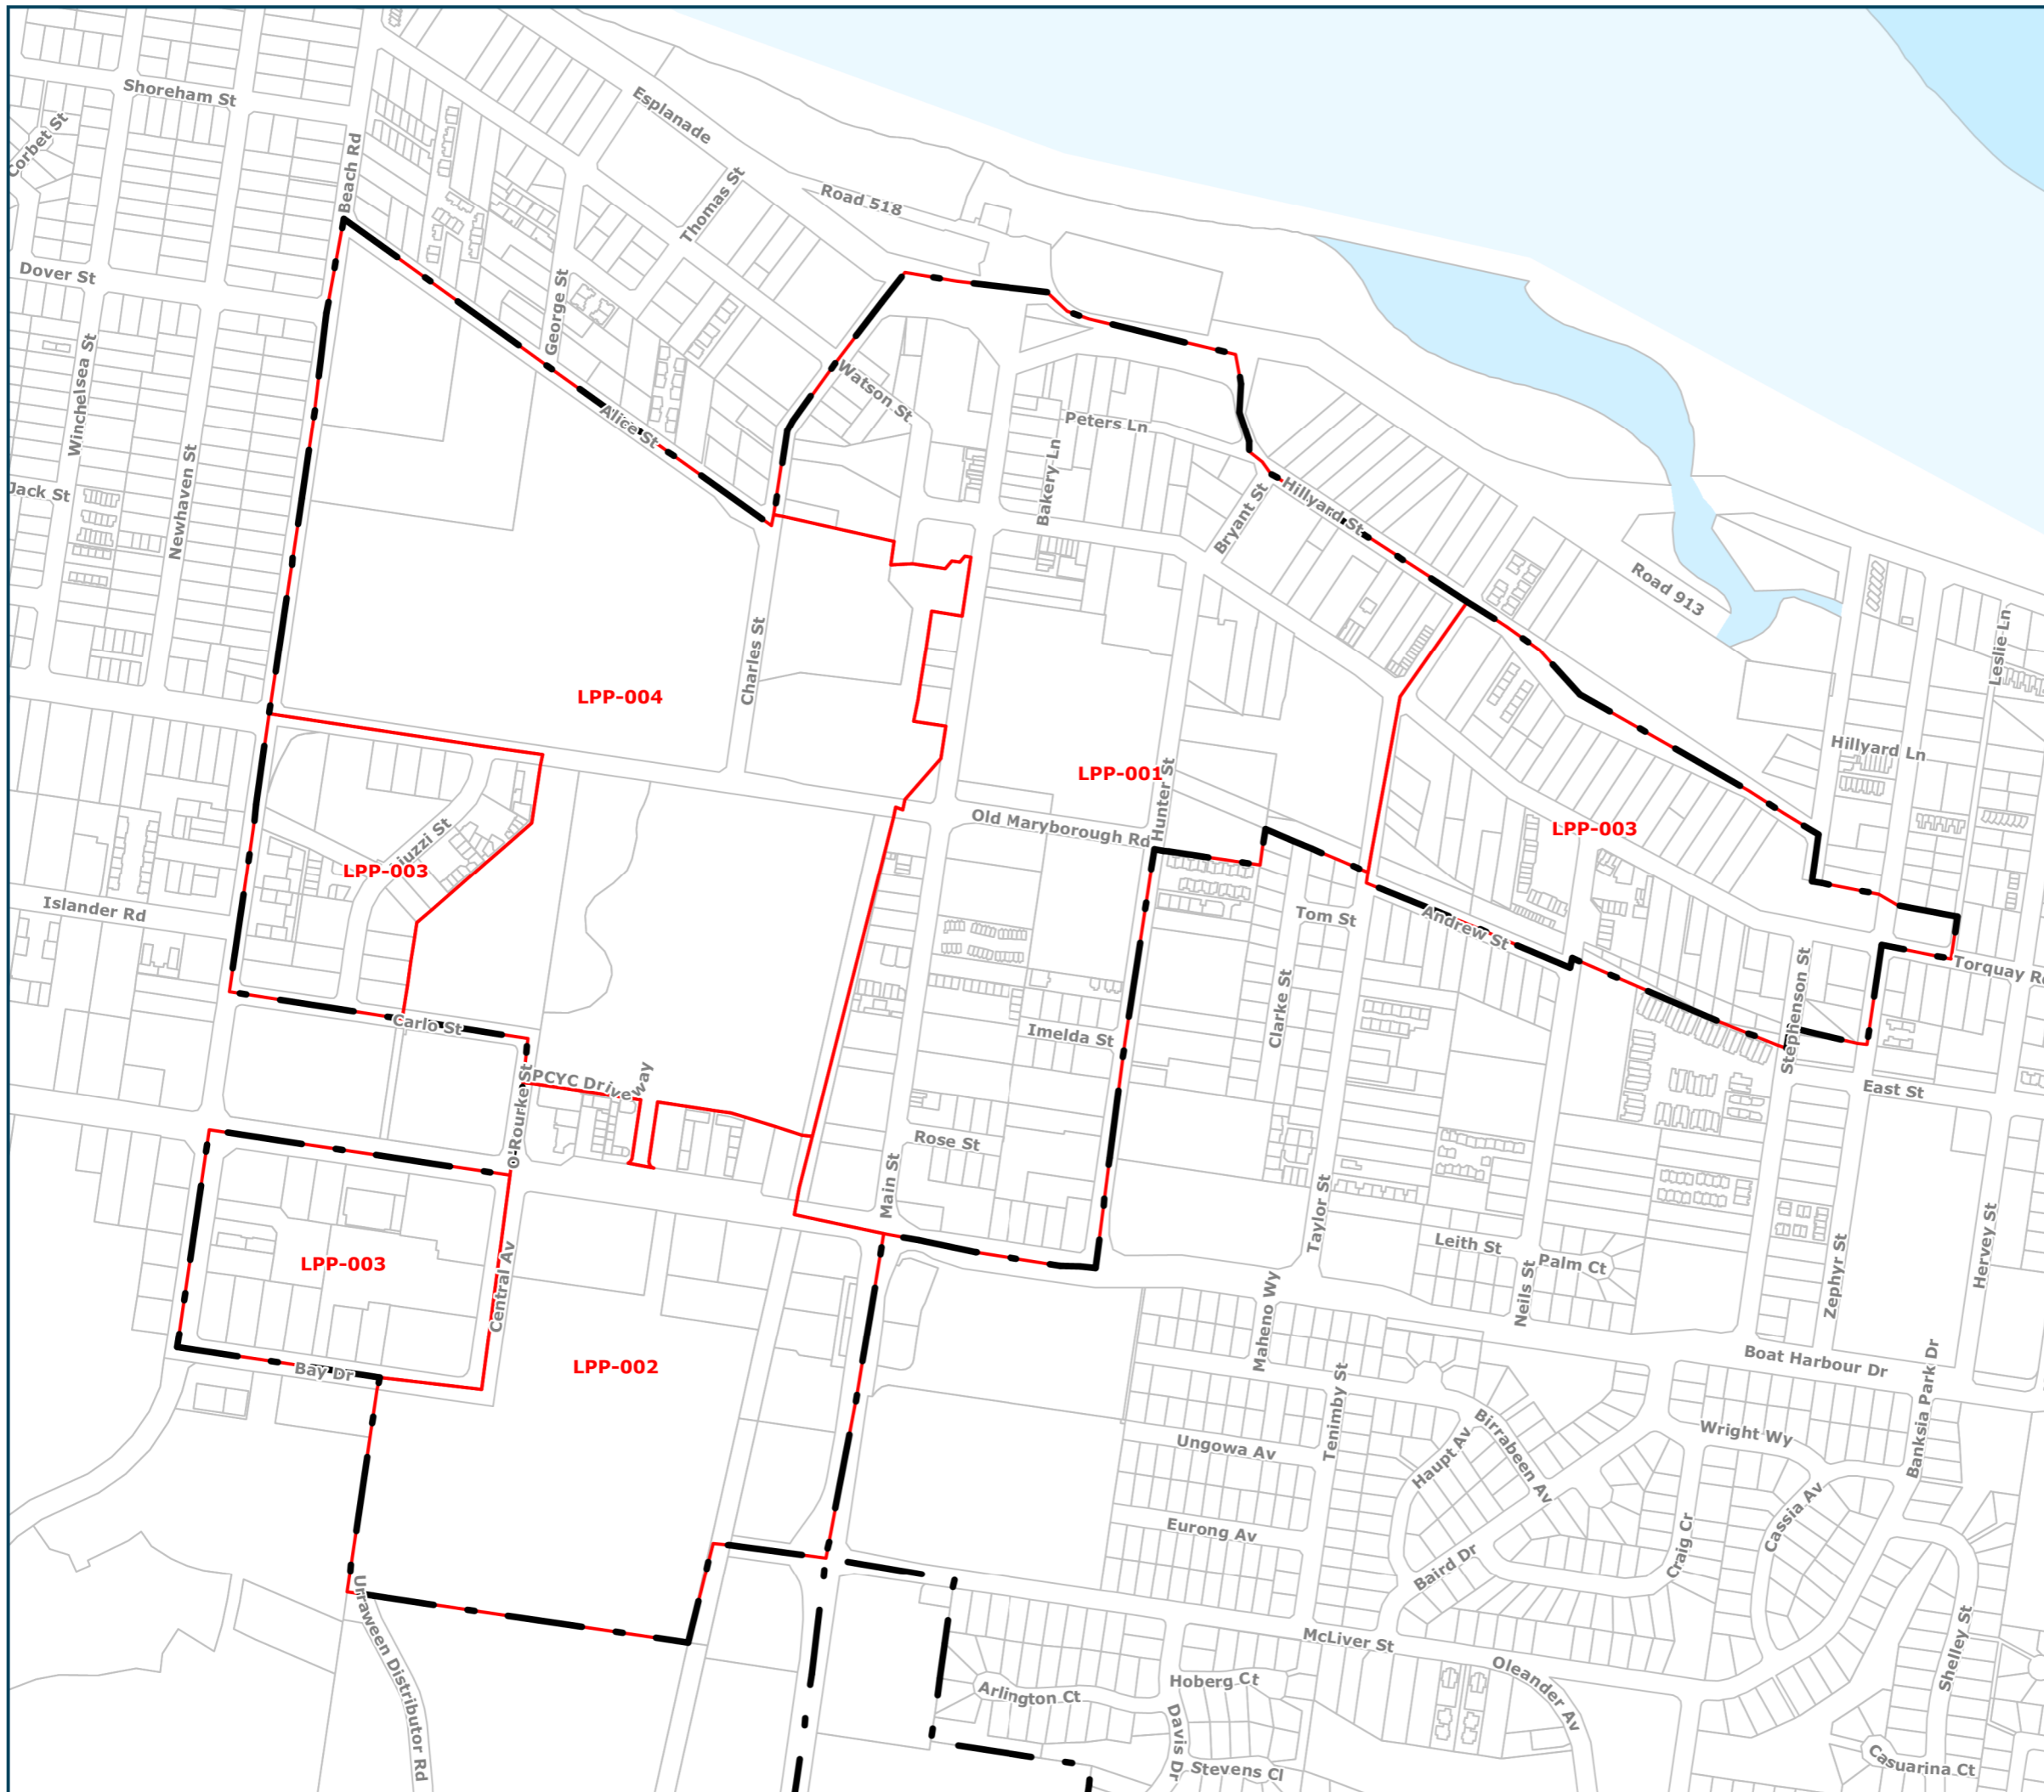 Shoreham St
Esplanade
Corbet St
Beach Rd
Thomas St
Road 518
Dover St
George St
Winchelsea St
Watson St
Alice St
Peters Ln
Jack St
Newhaven St
Bakery Ln
Bryant St
Hillyard St
Road 913
Charles St
Leslie Ln
LPP-004
Hillyard Ln
LPP-001
Hunter St
Old Maryborough Rd
LPP-003
iuzzi St
LPP-003
Islander Rd
Tom St
Andrew St
Torquay R
Carlo St
Imelda St
Clarke St
Stephenson St
PCYC Driveway
East St
O'Rourke St
Rose St
Main St
Taylor St
Leith St
Palm Ct
Hervey St
Zephyr St
LPP-003
Central Av
Neils St
Maheno Wy
Boat Harbour Dr
Bay Dr
LPP-002
Tenimby St
Banksia Park Dr
Birrabeen Av
Wright Wy
Ungowa Av
Haupt Av
Cassia Av
Eurong Av
Craig Cr
Baird Dr
Urraween Distributor Rd
McLiver St
Shelley St
Oleander Av
Hoberg Ct
Arlington Ct
Davis Dr
Stevens Cl
Casuarina Ct